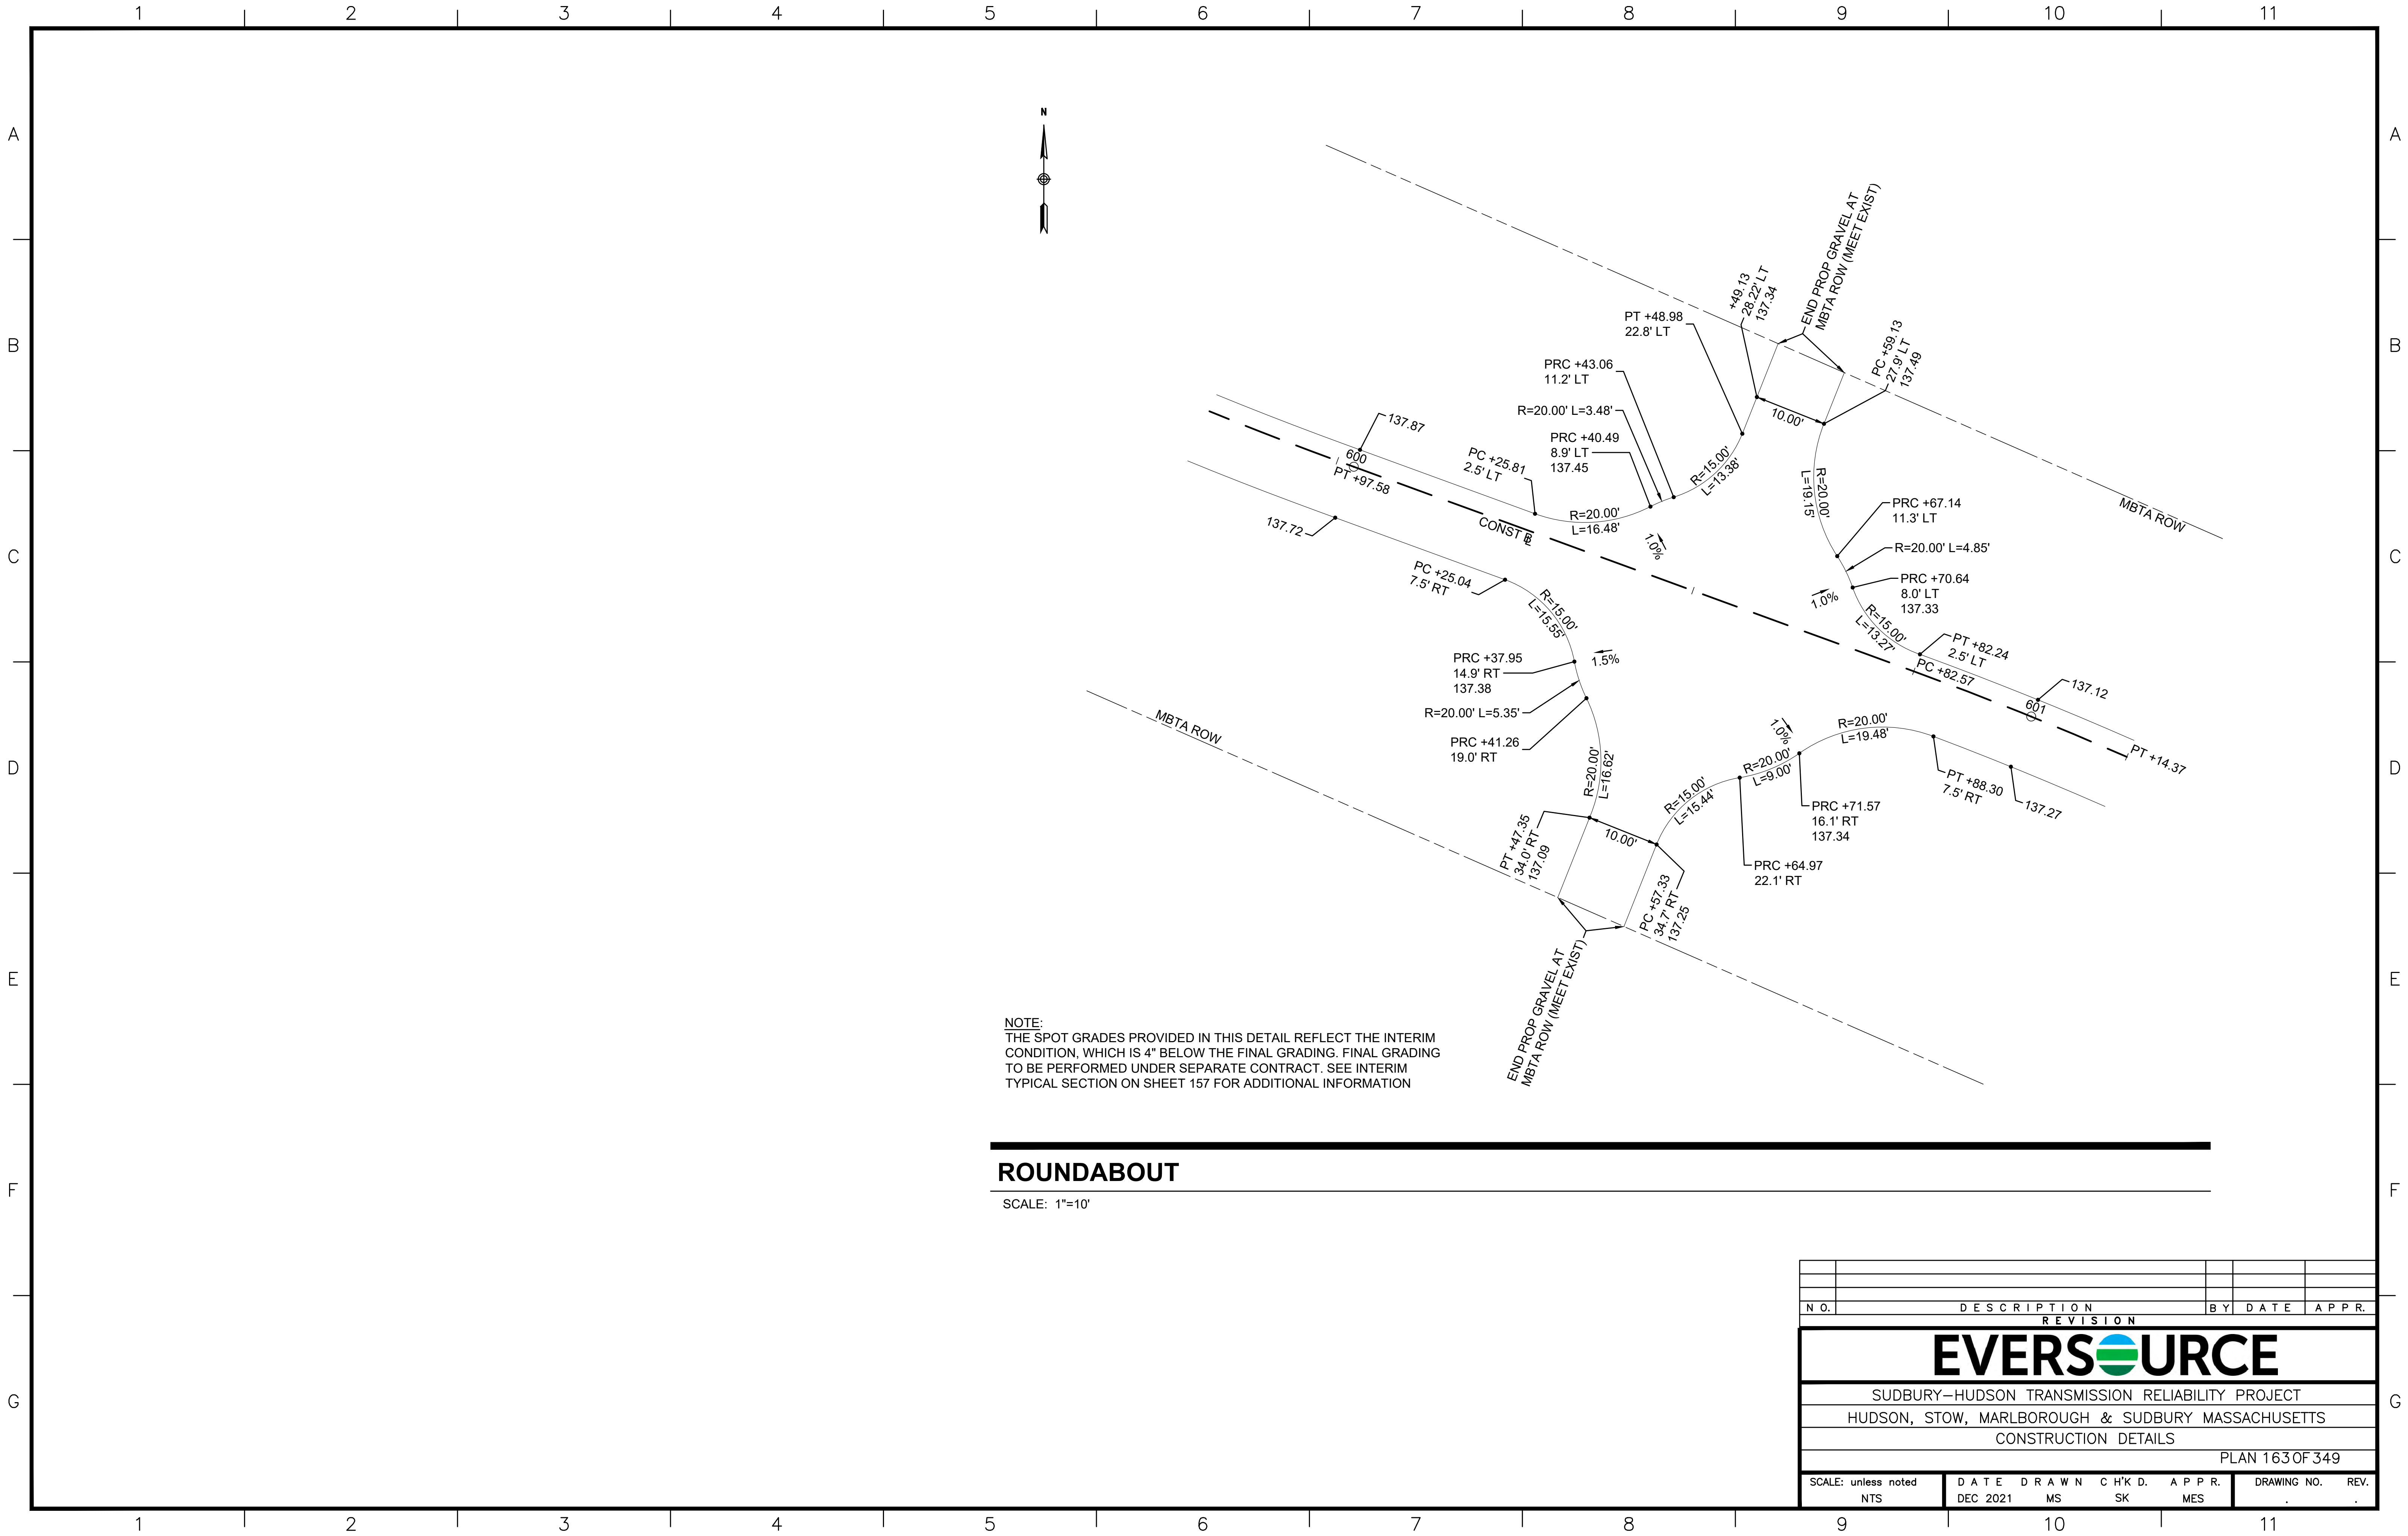 1 2 3 4 5 6 7 8 9 10 11
A A
B B
C C
D D
E E
F F
G G
N
END PROP GRAVEL AT
MBTA ROW (MEET EXIST)
+49.13
28.22' LT
137.34
PT +48.98
22.8' LT
PC +59.13
27.9' LT
137.49
PRC +43.06
11.2' LT
10.00'
R=20.00' L=3.48'
PRC +40.49
8.9' LT
137.45
137.87
600
PT +97.58
PC +25.81
2.5' LT
R=15.00'
L=13.38'
R=20.00'
L=19.15'
R=20.00'
L=16.48'
PRC +67.14
11.3' LT
MBTA ROW
137.72
CONST BL
1.0%
R=20.00' L=4.85'
PC +25.04
7.5' RT
PRC +70.64
8.0' LT
137.33
1.0%
R=15.00'
L=15.55'
R=15.00'
L=13.27'
PT +82.24
2.5' LT
PRC +37.95
14.9' RT
137.38
1.5%
PC +82.57
137.12
601
R=20.00' L=5.35'
MBTA ROW
PRC +41.26
19.0' RT
1.0%
R=20.00'
L=19.48'
PT +14.37
R=20.00'
L=16.62'
R=20.00'
L=9.00'
R=15.00'
L=15.44'
PT +88.30
7.5' RT
137.27
PRC +71.57
16.1' RT
137.34
PT +47.35
34.0' RT
137.09
10.00'
PRC +64.97
22.1' RT
PC +57.33
34.7' RT
137.25
END PROP GRAVEL AT
MBTA ROW (MEET EXIST)
NOTE:
THE SPOT GRADES PROVIDED IN THIS DETAIL REFLECT THE INTERIM
CONDITION, WHICH IS 4" BELOW THE FINAL GRADING. FINAL GRADING
TO BE PERFORMED UNDER SEPARATE CONTRACT. SEE INTERIM
TYPICAL SECTION ON SHEET 157 FOR ADDITIONAL INFORMATION
ROUNDABOUT
SCALE: 1"=10'
NO. DESCRIPTION BY DATE APPR.
REVISION
EVERSOURCE
SUDBURY-HUDSON TRANSMISSION RELIABILITY PROJECT
HUDSON, STOW, MARLBOROUGH & SUDBURY MASSACHUSETTS
CONSTRUCTION DETAILS
PLAN 163 OF 349
SCALE: unless noted DATE DRAWN CH'KD. APPR. DRAWING NO. REV.
NTS DEC 2021 MS SK MES . .
1 2 3 4 5 6 7 8 9 10 11